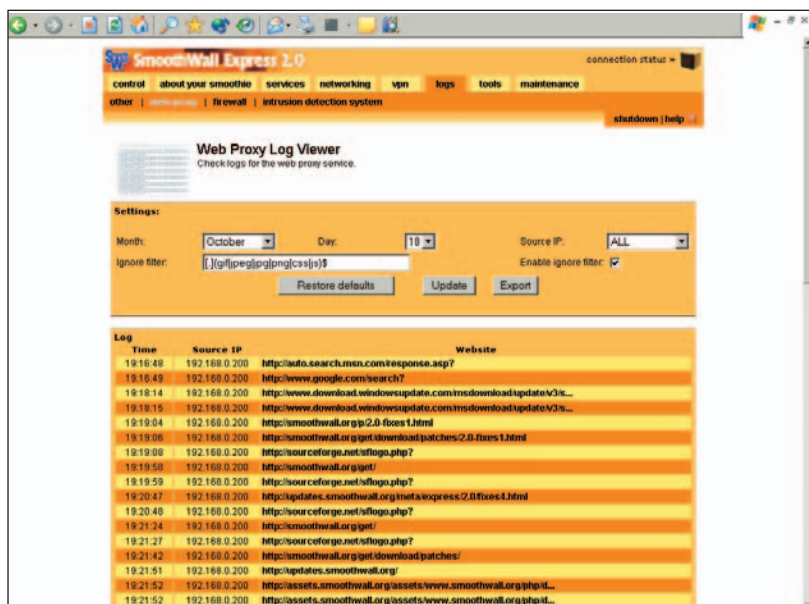 SmoothWall Express 2.0
connection status »
control about your smoothie services networking vpn logs tools maintenance
other | web proxy | firewall | intrusion detection system
shutdown | help
Web Proxy Log Viewer
Check logs for the web proxy service.
Settings:
Month: October Day: 18 Source IP: ALL
Ignore filter: [.](gif|jpeg|jpg|png|css|js)$ Enable ignore filter:
Restore defaults Update Export
Log
Time Source IP Website
19:16:48 192.168.0.200 http://auto.search.msn.com/response.asp?
19:16:49 192.168.0.200 http://www.google.com/search?
19:18:14 192.168.0.200 http://www.download.windowsupdate.com/msdownload/update/v3/s...
19:18:15 192.168.0.200 http://www.download.windowsupdate.com/msdownload/update/v3/s...
19:19:04 192.168.0.200 http://smoothwall.org/p/2.0-fixes1.html
19:19:06 192.168.0.200 http://smoothwall.org/get/download/patches/2.0-fixes1.html
19:19:08 192.168.0.200 http://sourceforge.net/sflogo.php?
19:19:58 192.168.0.200 http://smoothwall.org/get/
19:19:59 192.168.0.200 http://sourceforge.net/sflogo.php?
19:20:47 192.168.0.200 http://updates.smoothwall.org/meta/express/2.0/fixes4.html
19:20:48 192.168.0.200 http://sourceforge.net/sflogo.php?
19:21:24 192.168.0.200 http://smoothwall.org/get/
19:21:27 192.168.0.200 http://sourceforge.net/sflogo.php?
19:21:42 192.168.0.200 http://smoothwall.org/get/download/patches/
19:21:51 192.168.0.200 http://updates.smoothwall.org/
19:21:52 192.168.0.200 http://assets.smoothwall.org/assets/www.smoothwall.org/php/d...
19:21:52 192.168.0.200 http://assets.smoothwall.org/assets/www.smoothwall.org/php/d...